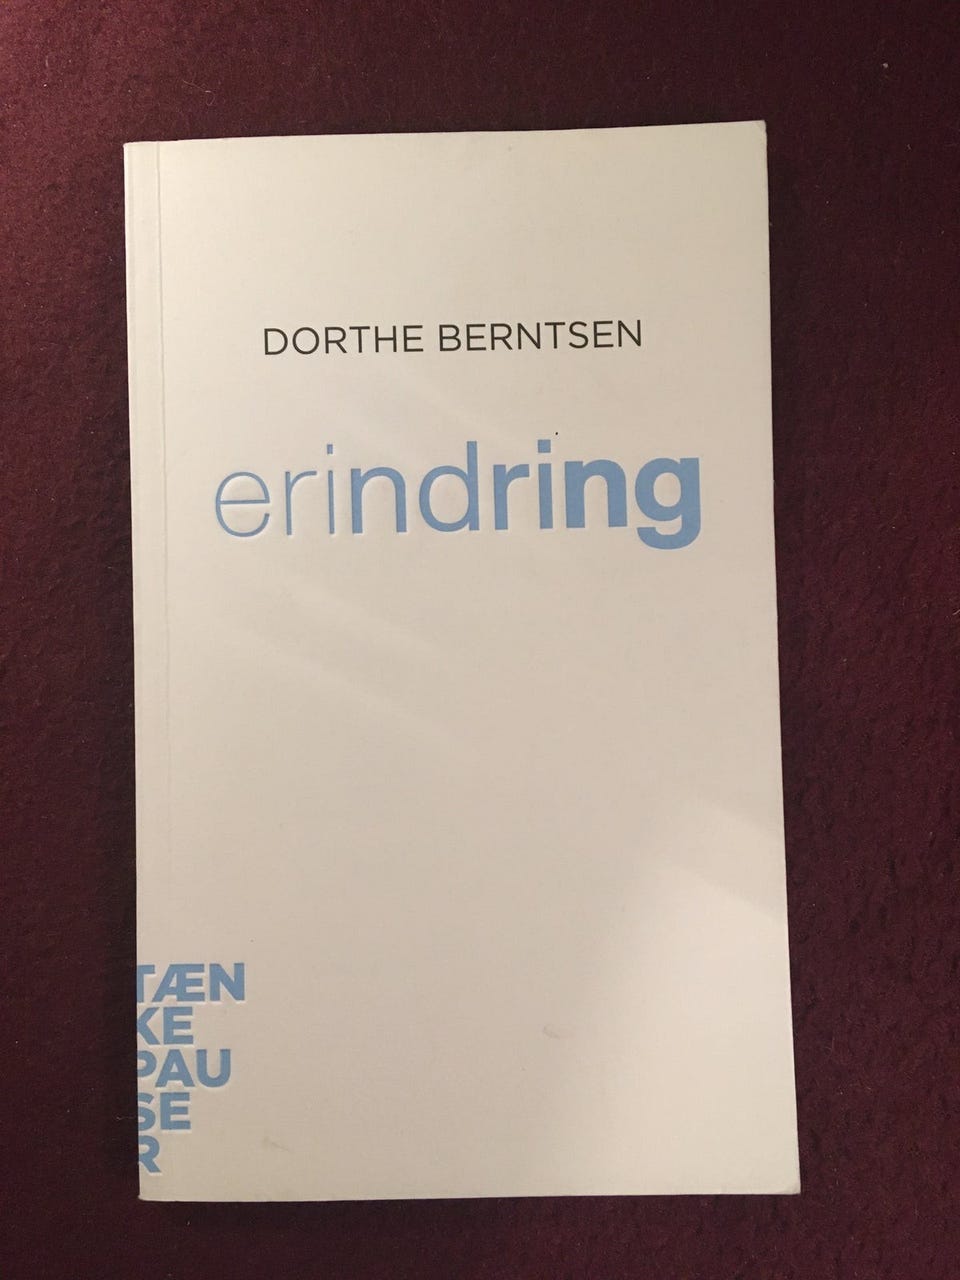 DORTHE BERNTSEN
erindring
TÆN
KE
PAU
SE
R